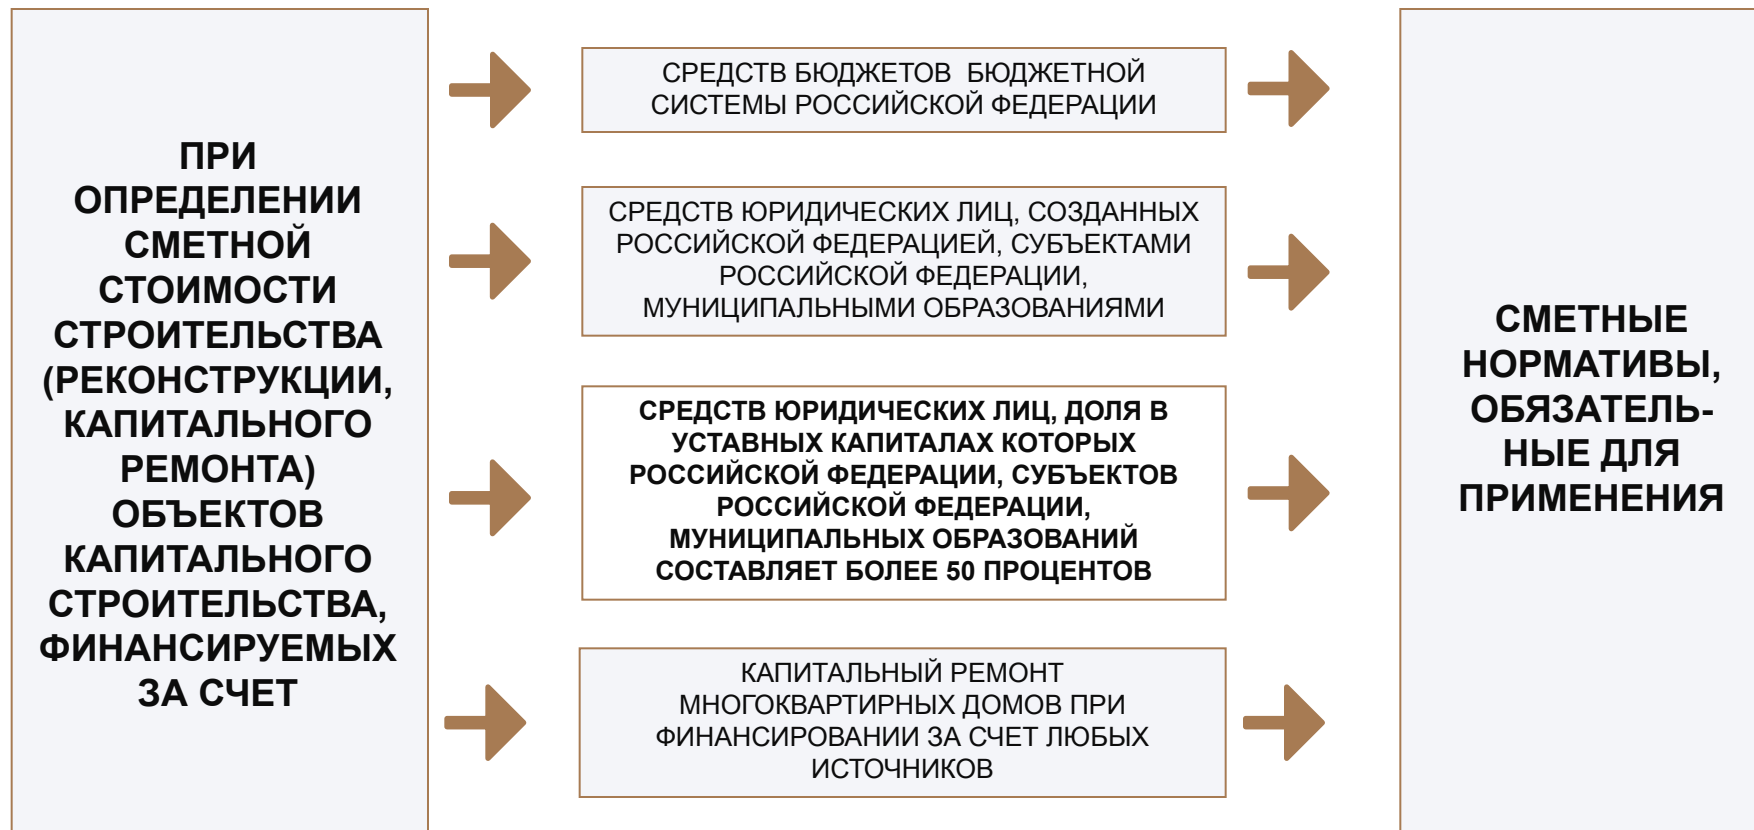 ПРИ
ОПРЕДЕЛЕНИИ
СМЕТНОЙ
СТОИМОСТИ
СТРОИТЕЛЬСТВА
(РЕКОНСТРУКЦИИ,
КАПИТАЛЬНОГО
РЕМОНТА)
ОБЪЕКТОВ
КАПИТАЛЬНОГО
СТРОИТЕЛЬСТВА,
ФИНАНСИРУЕМЫХ
ЗА СЧЕТ
СРЕДСТВ БЮДЖЕТОВ БЮДЖЕТНОЙ
СИСТЕМЫ РОССИЙСКОЙ ФЕДЕРАЦИИ
СРЕДСТВ ЮРИДИЧЕСКИХ ЛИЦ, СОЗДАННЫХ
РОССИЙСКОЙ ФЕДЕРАЦИЕЙ, СУБЪЕКТАМИ
РОССИЙСКОЙ ФЕДЕРАЦИИ,
МУНИЦИПАЛЬНЫМИ ОБРАЗОВАНИЯМИ
СРЕДСТВ ЮРИДИЧЕСКИХ ЛИЦ, ДОЛЯ В
УСТАВНЫХ КАПИТАЛАХ КОТОРЫХ
РОССИЙСКОЙ ФЕДЕРАЦИИ, СУБЪЕКТОВ
РОССИЙСКОЙ ФЕДЕРАЦИИ,
МУНИЦИПАЛЬНЫХ ОБРАЗОВАНИЙ
СОСТАВЛЯЕТ БОЛЕЕ 50 ПРОЦЕНТОВ
КАПИТАЛЬНЫЙ РЕМОНТ
МНОГОКВАРТИРНЫХ ДОМОВ ПРИ
ФИНАНСИРОВАНИИ ЗА СЧЕТ ЛЮБЫХ
ИСТОЧНИКОВ
СМЕТНЫЕ
НОРМАТИВЫ,
ОБЯЗАТЕЛЬ-
НЫЕ ДЛЯ
ПРИМЕНЕНИЯ